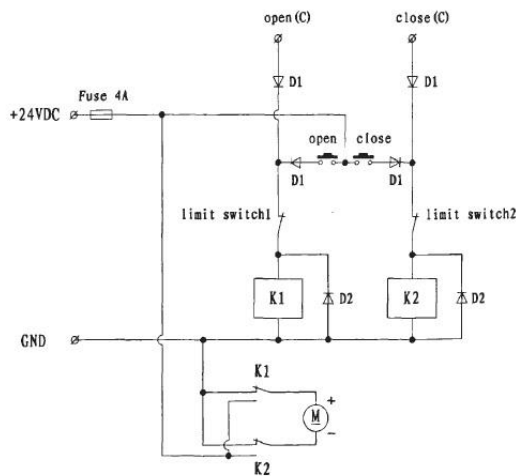 open(C) close(C)
D1 D1
Fuse 4A
+24VDC
open close
D1 D1
limit switch1 limit switch2
K1 D2 K2 D2
GND
K1
+
M
-
K2